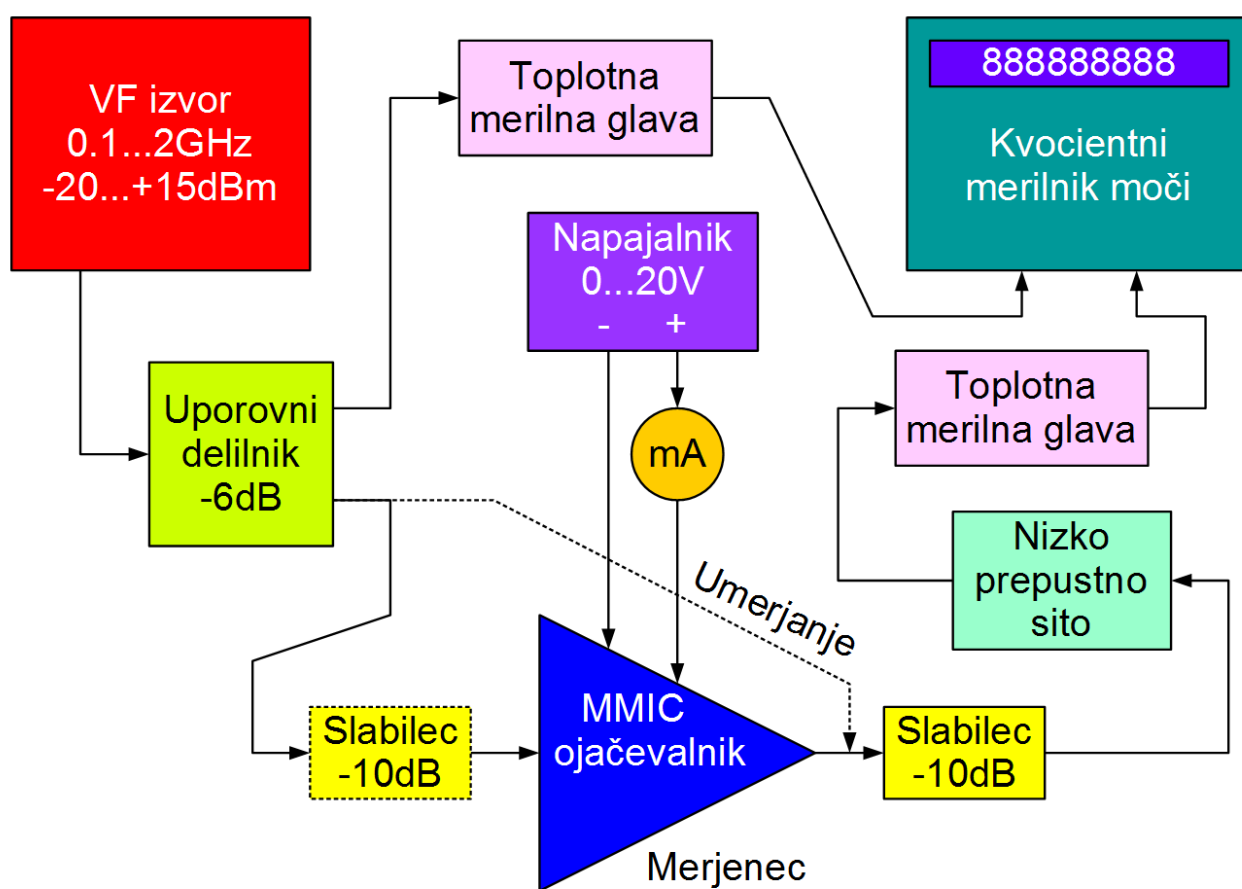 VF izvor
0.1...2GHz
-20...+15dBm
Toplotna
merilna glava
888888888
Kvocientni
merilnik moči
Napajalnik
0...20V
- +
Uporovni
delilnik
-6dB
mA
Toplotna
merilna glava
Nizko
prepustno
sito
Umerjanje
Slabilec
-10dB
MMIC
ojačevalnik
Slabilec
-10dB
Merjenec